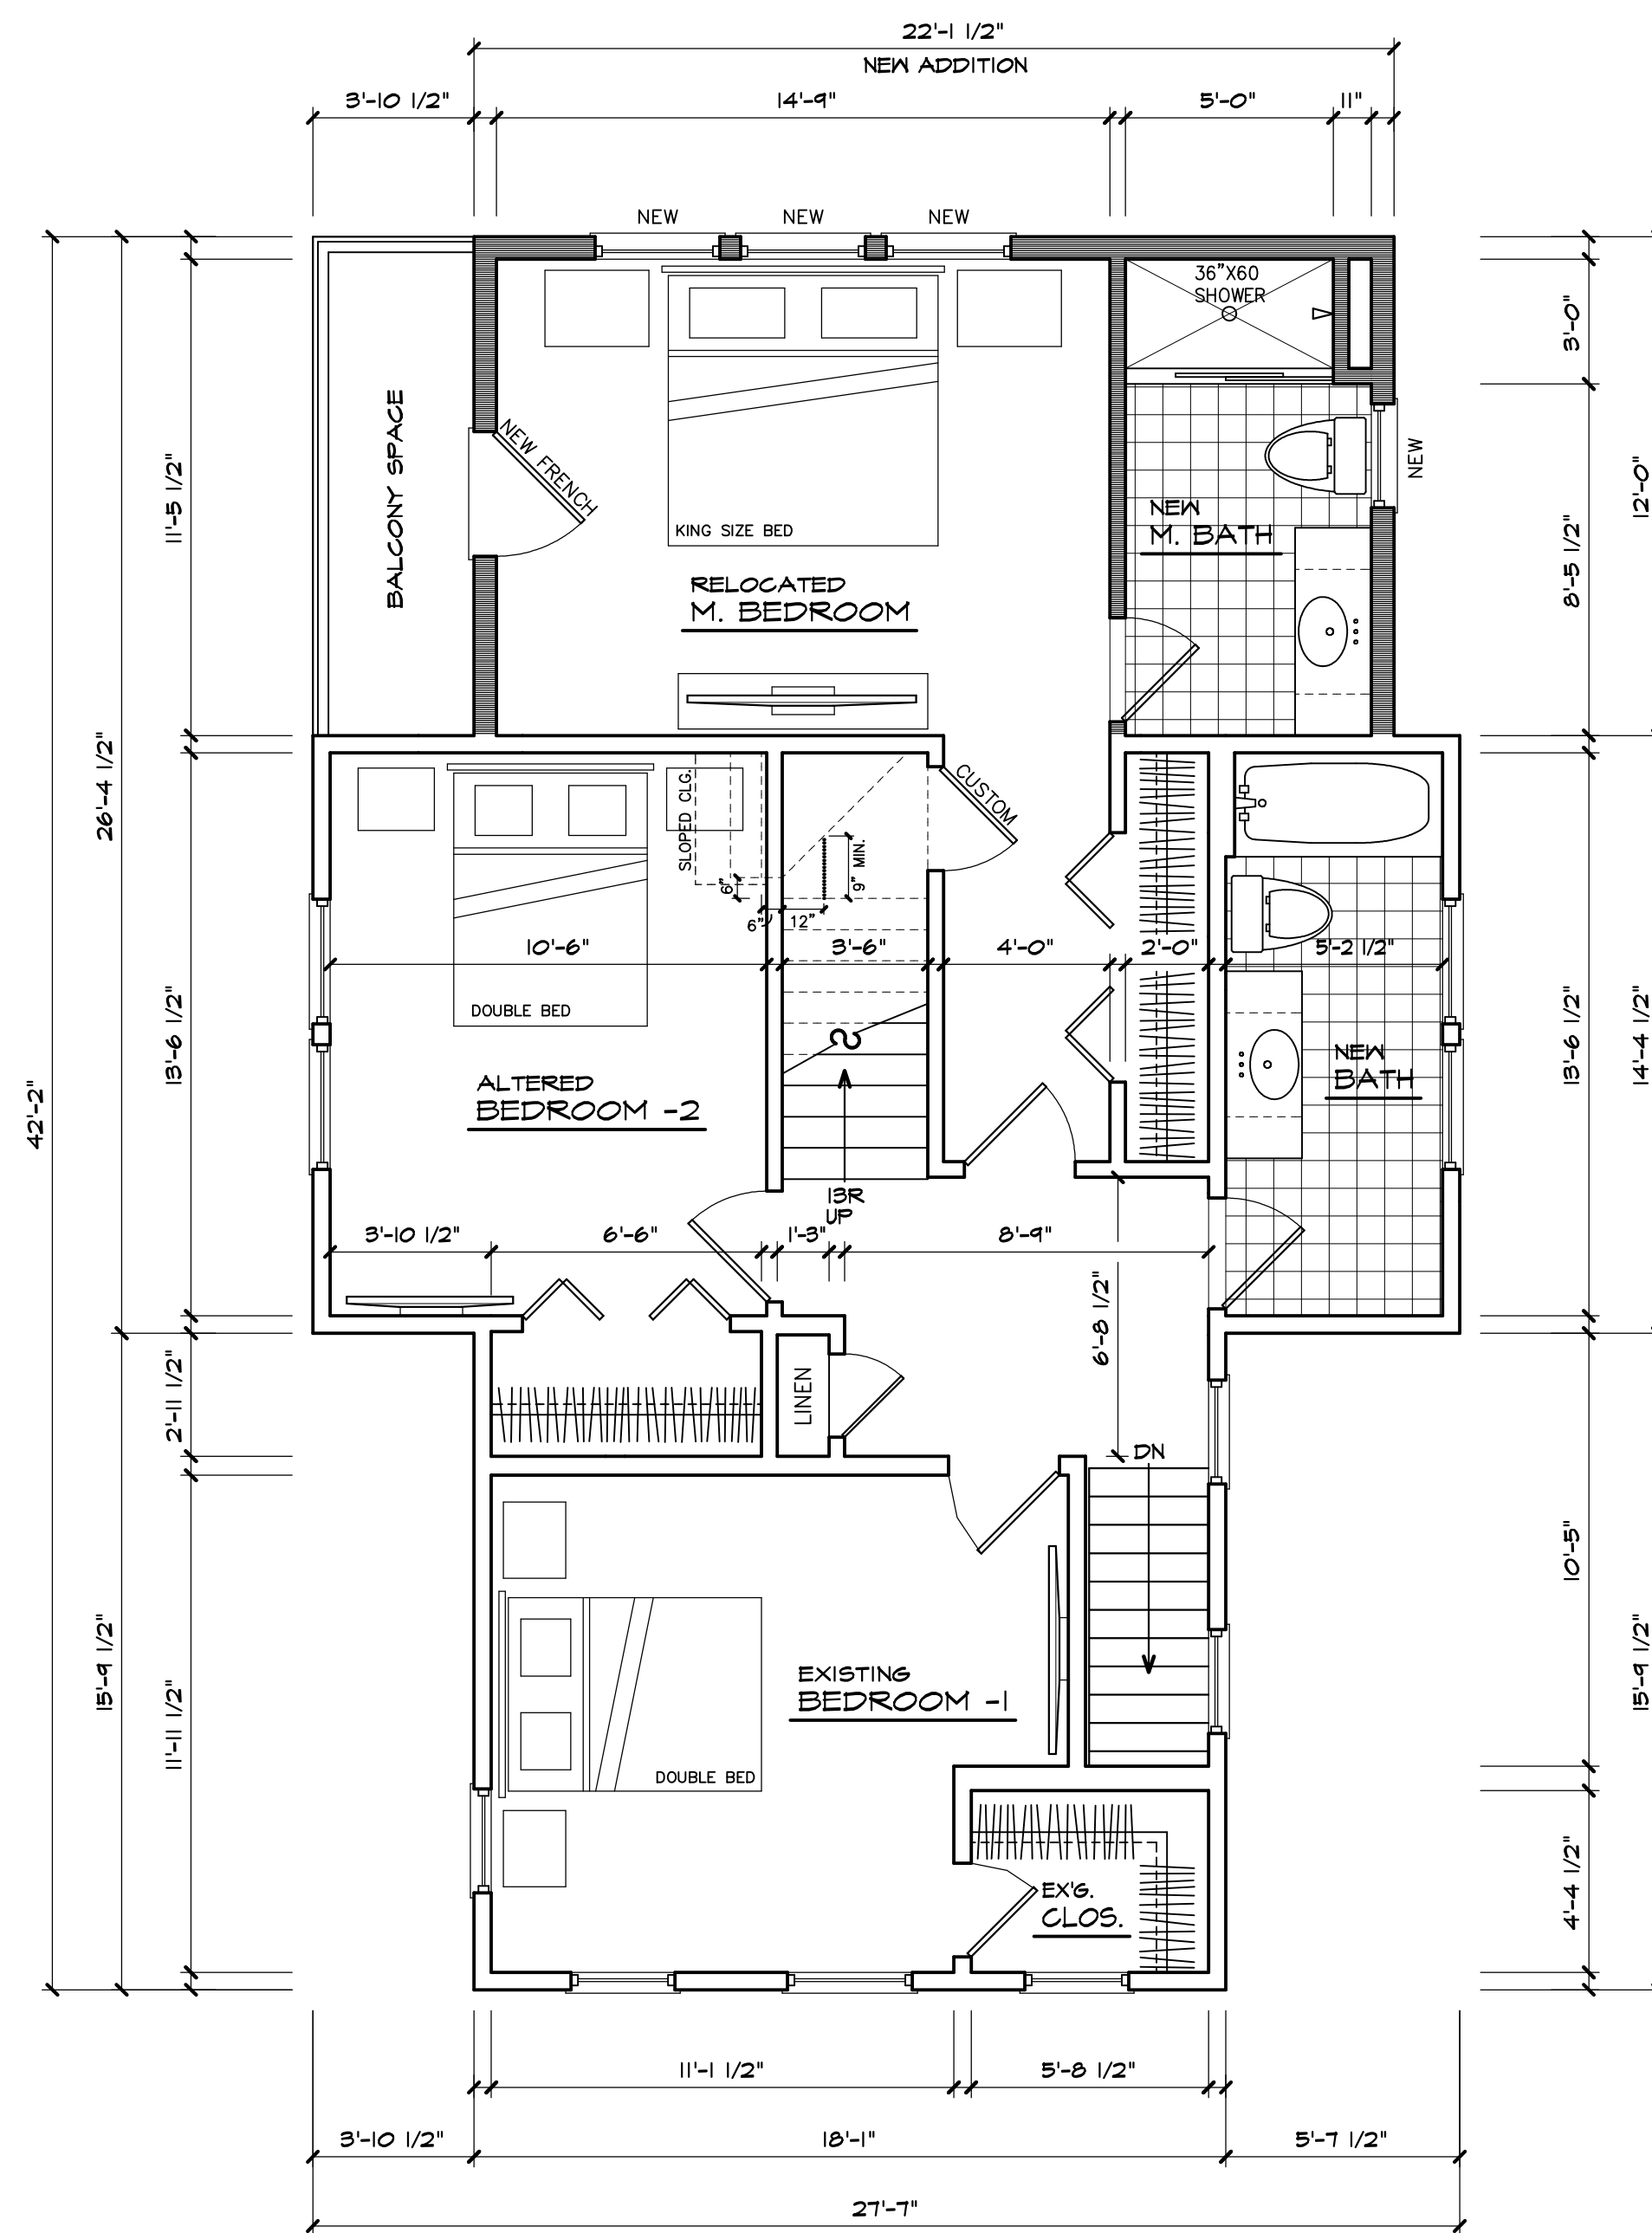 22'-1 1/2"
NEW ADDITION
3'-10 1/2"
14'-9"
5'-0"
11"
NEW
NEW
NEW
36"X60
SHOWER
3'-0"
BALCONY SPACE
NEW FRENCH
KING SIZE BED
RELOCATED
M. BEDROOM
NEW
M. BATH
NEW
11'-5 1/2"
8'-5 1/2"
12'-0"
26'-4 1/2"
42'-2"
SLOPED CLG.
CUSTOM
9" MIN.
6"
6"
12"
10'-6"
3'-6"
4'-0"
2'-0"
5'-2 1/2"
DOUBLE BED
13'-6 1/2"
13'-6 1/2"
14'-4 1/2"
ALTERED
BEDROOM -2
NEW
BATH
13R
UP
3'-10 1/2"
6'-6"
1'-3"
8'-9"
6'-8 1/2"
2'-11 1/2"
LINEN
DN
10'-5"
15'-9 1/2"
15'-9 1/2"
11'-11 1/2"
EXISTING
BEDROOM -1
DOUBLE BED
EX'G.
CLOS.
4'-4 1/2"
11'-1 1/2"
5'-8 1/2"
3'-10 1/2"
18'-1"
5'-7 1/2"
27'-7"